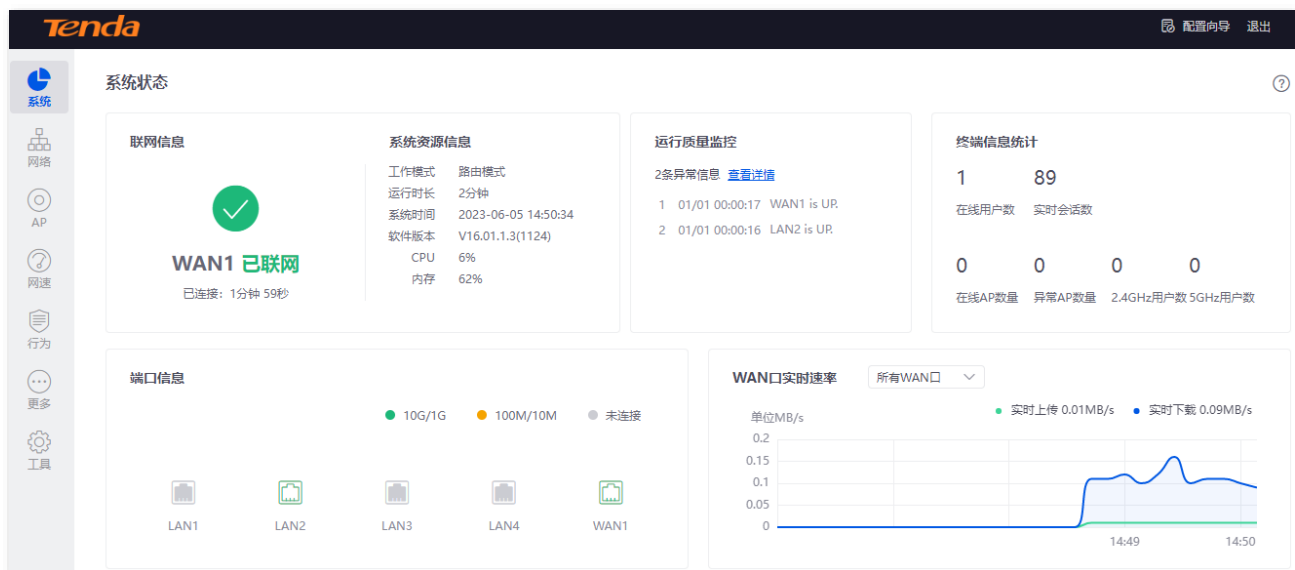 Tenda
配置向导 退出
系统
网络
AP
网速
行为
更多
工具
系统状态
?
联网信息
WAN1 已联网
已连接：1分钟 59秒
系统资源信息
工作模式 路由模式
运行时长 2分钟
系统时间 2023-06-05 14:50:34
软件版本 V16.01.1.3(1124)
CPU 6%
内存 62%
运行质量监控
2条异常信息 查看详情
1 01/01 00:00:17 WAN1 is UP.
2 01/01 00:00:16 LAN2 is UP.
终端信息统计
1 89
在线用户数 实时会话数
0 0 0 0
在线AP数量 异常AP数量 2.4GHz用户数 5GHz用户数
端口信息
10G/1G 100M/10M 未连接
LAN1 LAN2 LAN3 LAN4 WAN1
WAN口实时速率 所有WAN口
单位MB/s 实时上传 0.01MB/s 实时下载 0.09MB/s
0.2
0.15
0.1
0.05
0
14:49 14:50